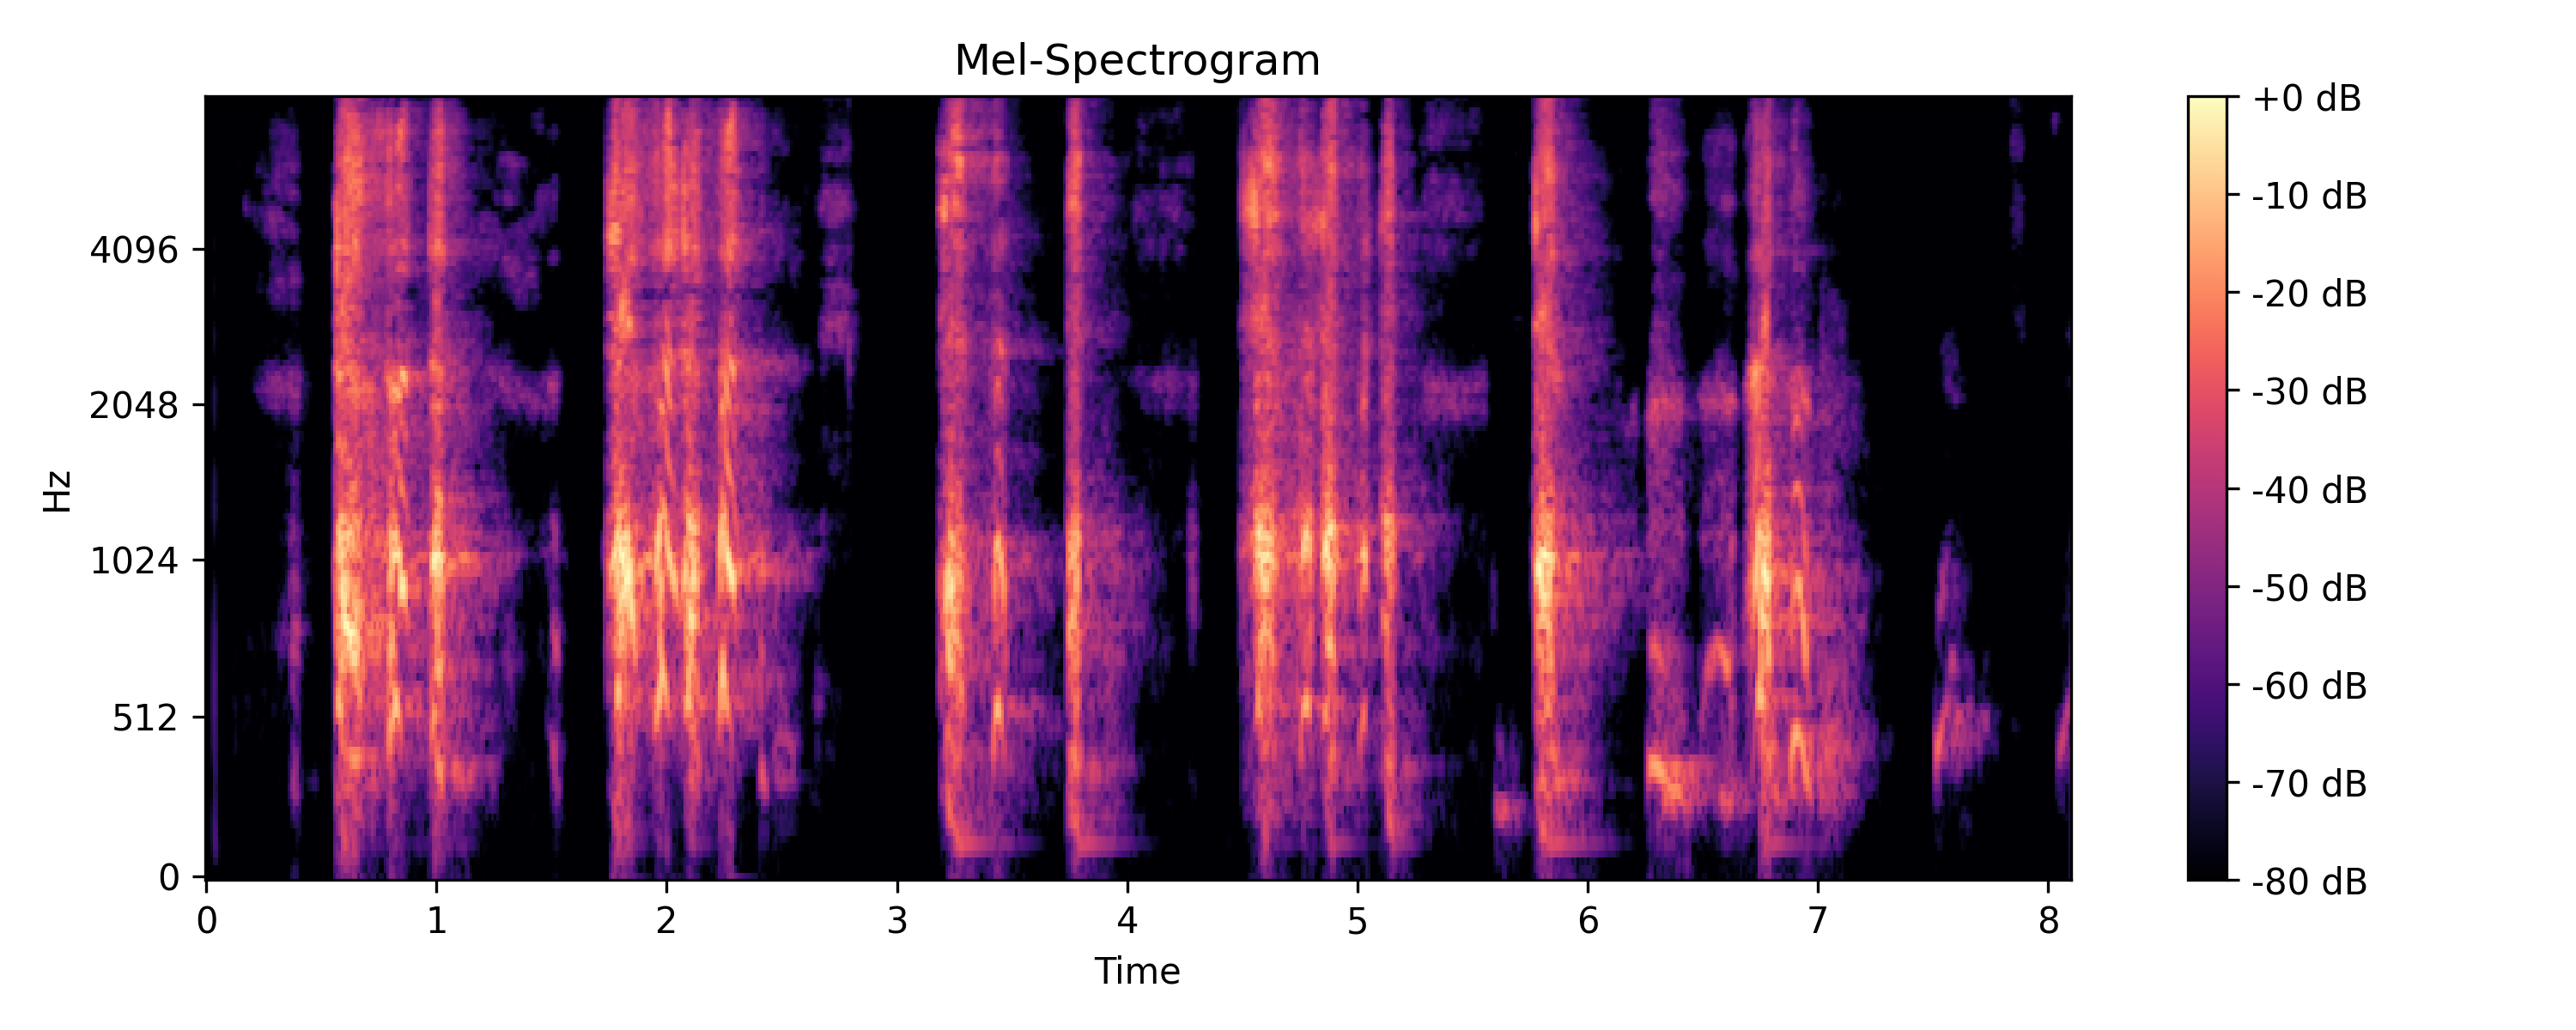 Mel-Spectrogram
+0 dB
4096
-10 dB
-20 dB
2048
-30 dB
Hz
-40 dB
1024
-50 dB
512
-60 dB
-70 dB
0
-80 dB
0 1 2 3 4 5 6 7 8
Time